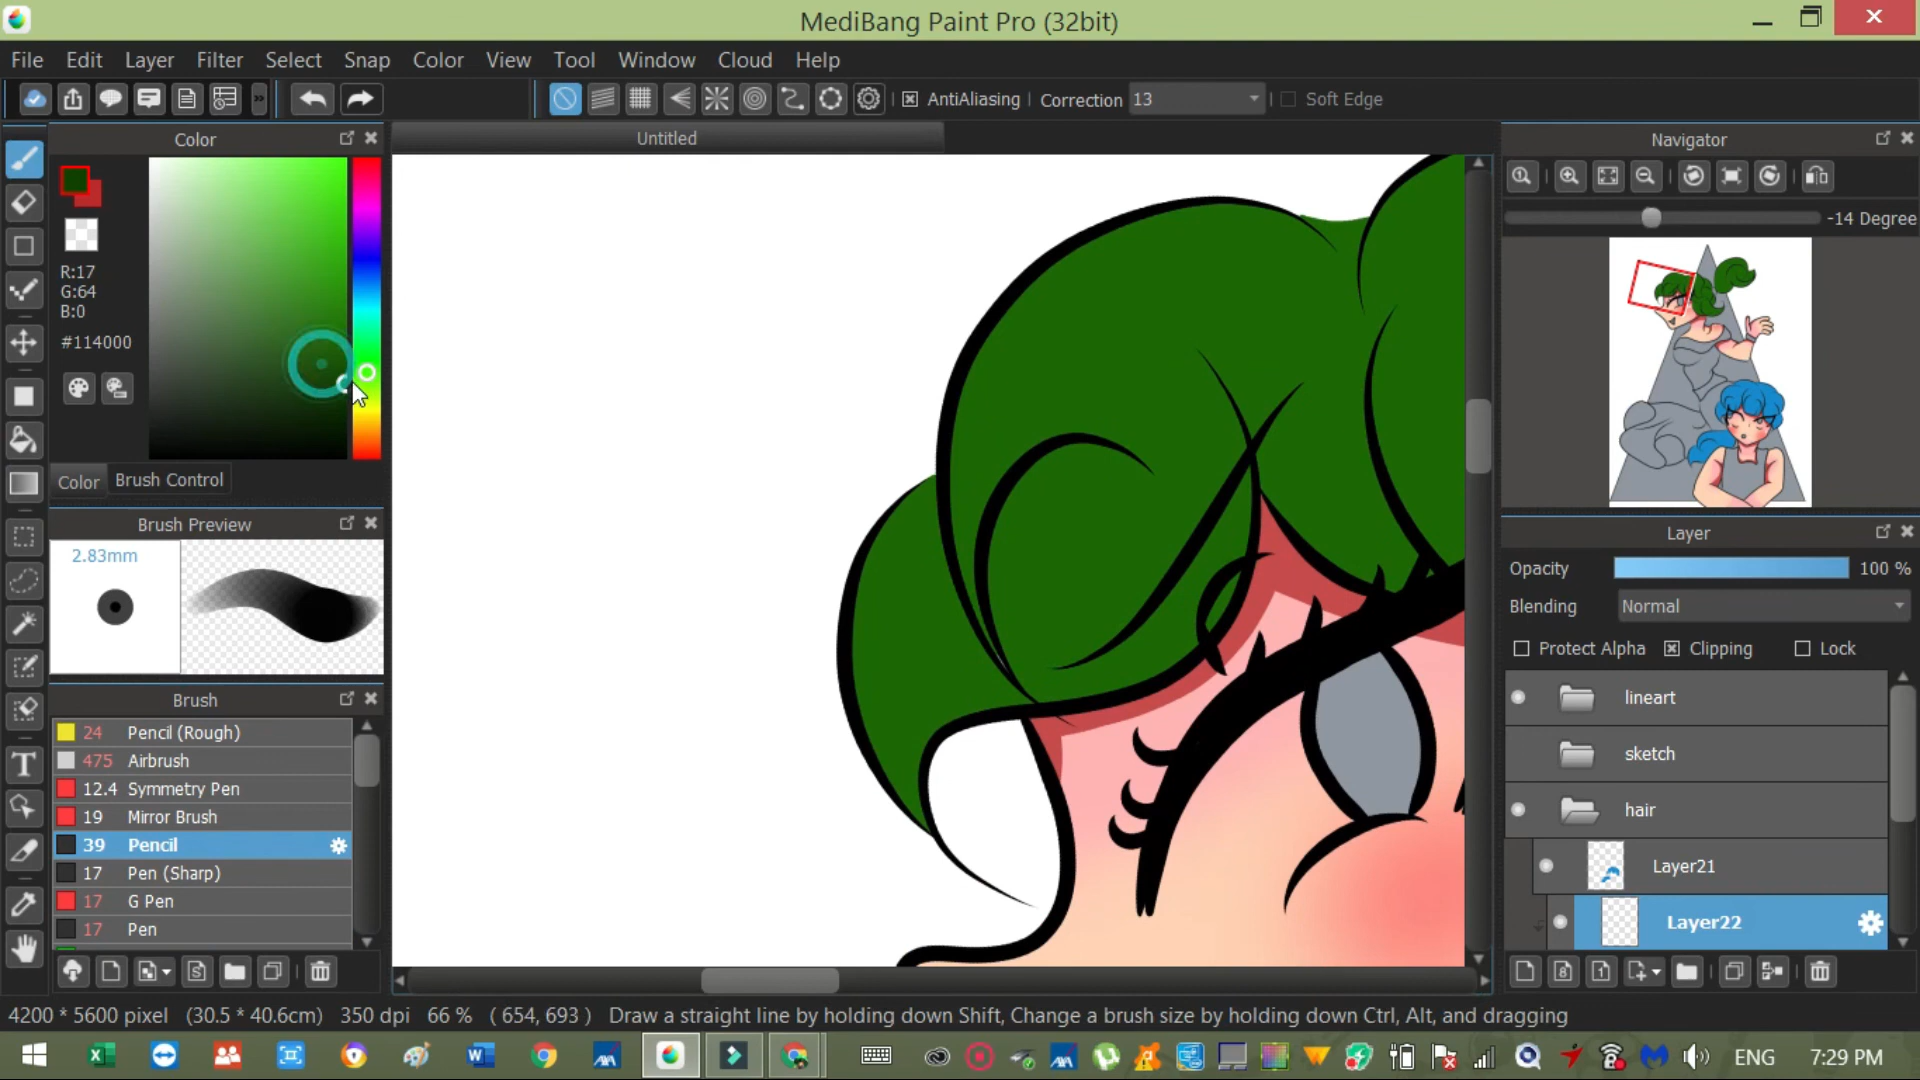 MediBang Paint Pro (32bit)
File Edit Layer Filter Select Snap Color View Tool Window Cloud Help
AntiAliasing Correction 13 Soft Edge
Color
Untitled
Navigator
R:17
G:64
B:0
#114000
-14 Degree
Color Brush Control
Brush Preview
2.83mm
Layer
Opacity 100 %
Blending Normal
Protect Alpha Clipping Lock
Brush
24 Pencil (Rough)
475 Airbrush
12.4 Symmetry Pen
19 Mirror Brush
39 Pencil
17 Pen (Sharp)
17 G Pen
17 Pen
lineart
sketch
hair
Layer21
Layer22
4200 * 5600 pixel (30.5 * 40.6cm) 350 dpi 66 % ( 654, 693 ) Draw a straight line by holding down Shift, Change a brush size by holding down Ctrl, Alt, and dragging
ENG 7:29 PM